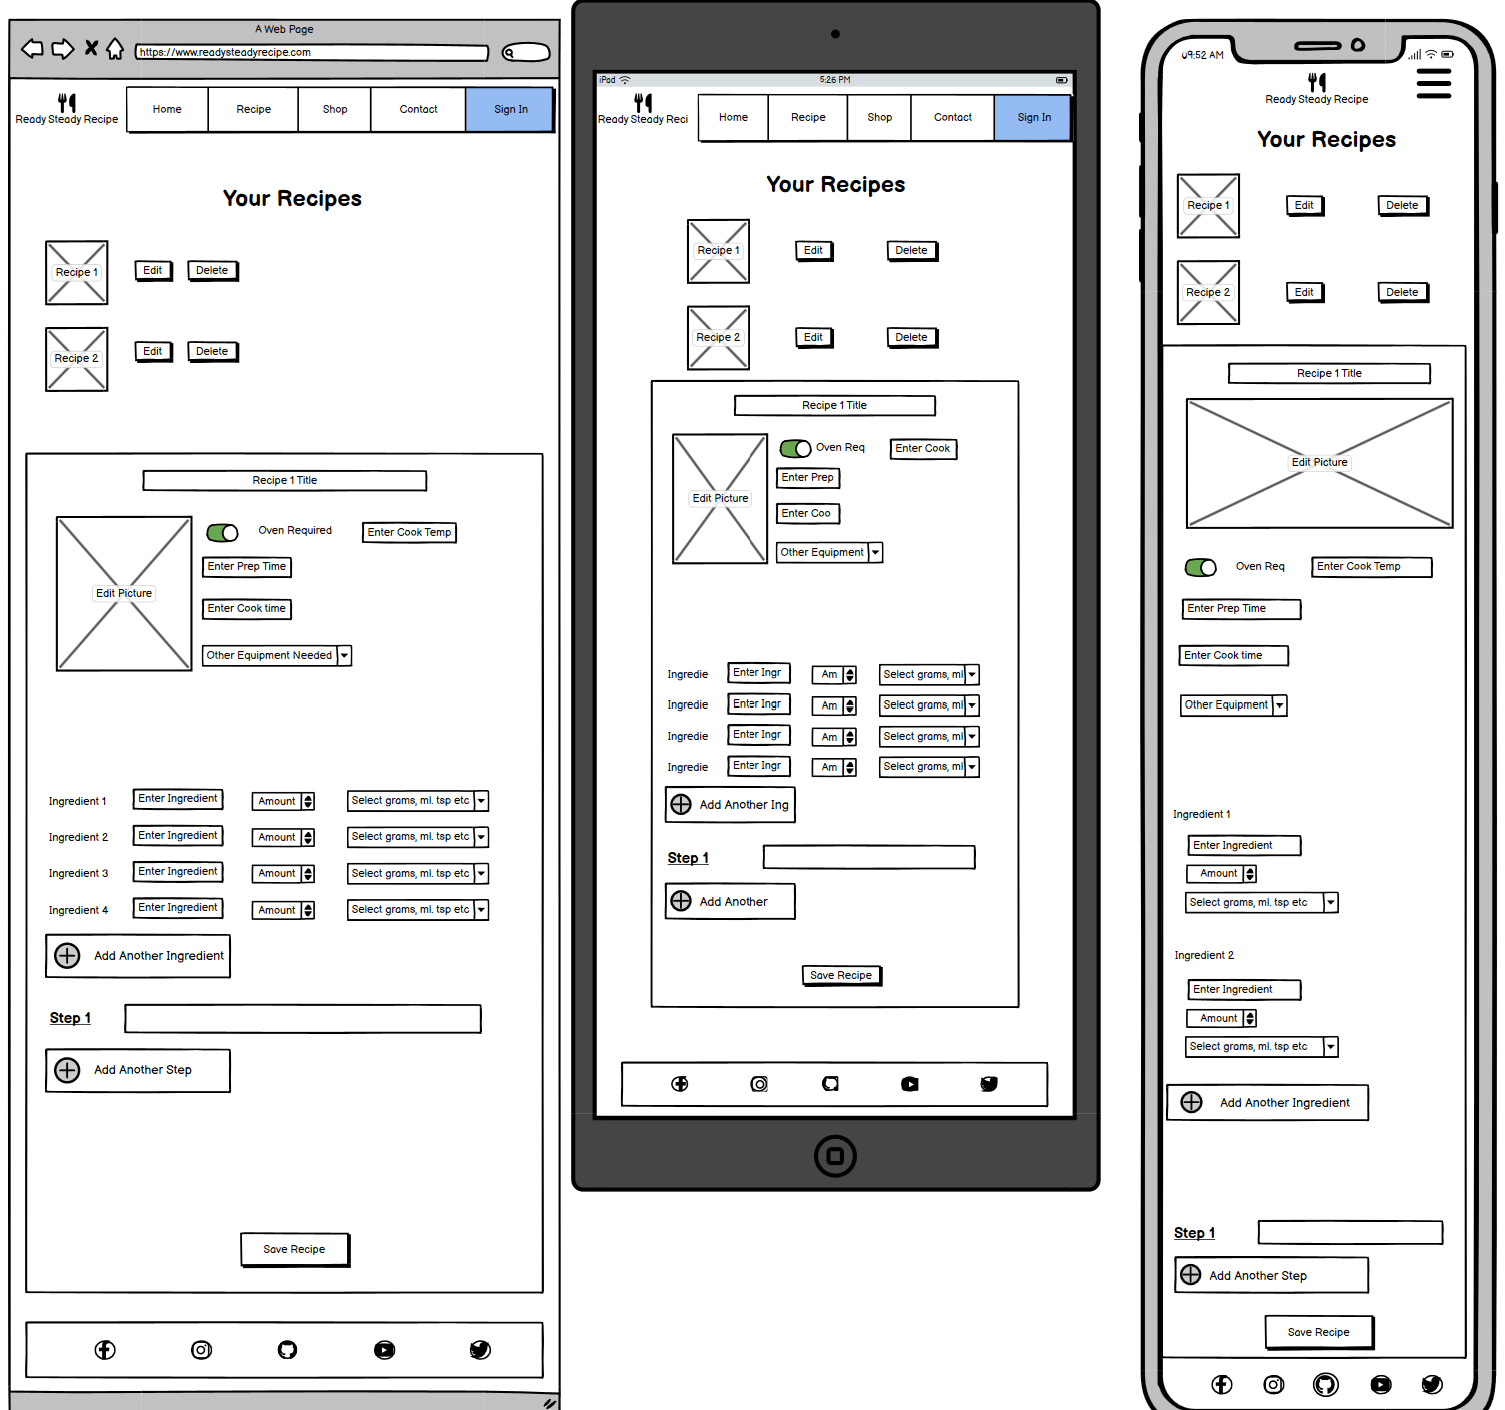 A Web Page
https://www.readysteadyrecipe.com
Ready Steady Recipe
Home
Recipe
Shop
Contact
Sign In
Your Recipes
Recipe 1
Edit
Delete
Recipe 2
Edit
Delete
Recipe 1 Title
Edit Picture
Oven Required
Enter Cook Temp
Enter Prep Time
Enter Cook time
Other Equipment Needed
Ingredient 1
Enter Ingredient
Amount
Select grams, ml. tsp etc
Ingredient 2
Enter Ingredient
Amount
Select grams, ml. tsp etc
Ingredient 3
Enter Ingredient
Amount
Select grams, ml. tsp etc
Ingredient 4
Enter Ingredient
Amount
Select grams, ml. tsp etc
Add Another Ingredient
Step 1
Add Another Step
Save Recipe
iPad
5:26 PM
Ready Steady Reci
Home
Recipe
Shop
Contact
Sign In
Your Recipes
Recipe 1
Edit
Delete
Recipe 2
Edit
Delete
Recipe 1 Title
Edit Picture
Oven Req
Enter Cook
Enter Prep
Enter Coo
Other Equipment
Ingredie
Enter Ingr
Am
Select grams, ml
Ingredie
Enter Ingr
Am
Select grams, ml
Ingredie
Enter Ingr
Am
Select grams, ml
Ingredie
Enter Ingr
Am
Select grams, ml
Add Another Ing
Step 1
Add Another
Save Recipe
09:52 AM
Ready Steady Recipe
Your Recipes
Recipe 1
Edit
Delete
Recipe 2
Edit
Delete
Recipe 1 Title
Edit Picture
Oven Req
Enter Cook Temp
Enter Prep Time
Enter Cook time
Other Equipment
Ingredient 1
Enter Ingredient
Amount
Select grams, ml. tsp etc
Ingredient 2
Enter Ingredient
Amount
Select grams, ml. tsp etc
Add Another Ingredient
Step 1
Add Another Step
Save Recipe